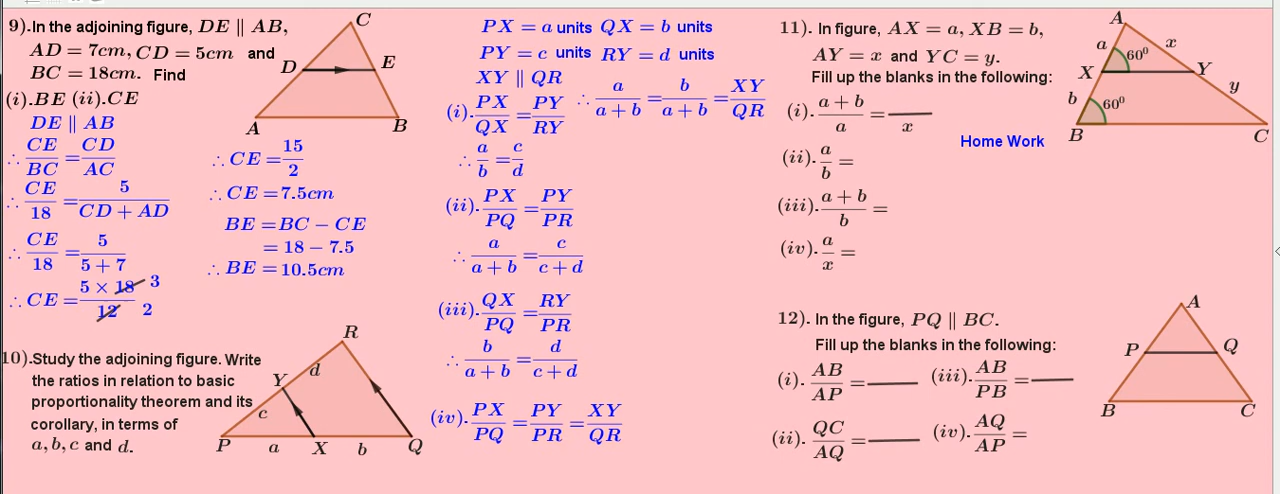 9).In the adjoining figure, DE ∥ AB,
AD = 7cm, CD = 5cm and
BC = 18cm. Find
(i).BE (ii).CE
DE ∥ AB
∴ CE/BC = CD/AC
∴ CE/18 = 5/(CD + AD)
∴ CE/18 = 5/(5 + 7)
∴ CE = (5 × 18)/12 3 2
∴ CE = 15/2
∴ CE = 7.5cm
BE = BC − CE
= 18 − 7.5
∴ BE = 10.5cm
C
D
E
A
B
10).Study the adjoining figure. Write
the ratios in relation to basic
proportionality theorem and its
corollary, in terms of
a, b, c and d.
R
Y
d
c
P
a
X
b
Q
PX = a units QX = b units
PY = c units RY = d units
XY ∥ QR
(i). PX/QX = PY/RY
∴ a/(a + b) = b/(a + b) = XY/QR
∴ a/b = c/d
(ii). PX/PQ = PY/PR
∴ a/(a + b) = c/(c + d)
(iii). QX/PQ = RY/PR
∴ b/(a + b) = d/(c + d)
(iv). PX/PQ = PY/PR = XY/QR
11). In figure, AX = a, XB = b,
AY = x and YC = y.
Fill up the blanks in the following:
(i). (a + b)/a = ___/x
Home Work
(ii). a/b =
(iii). (a + b)/b =
(iv). a/x =
A
a
x
60⁰
X
Y
b
60⁰
y
B
C
12). In the figure, PQ ∥ BC.
Fill up the blanks in the following:
(i). AB/AP = ___ (iii). AB/PB = ___
(ii). QC/AQ = ___ (iv). AQ/AP =
A
P
Q
B
C